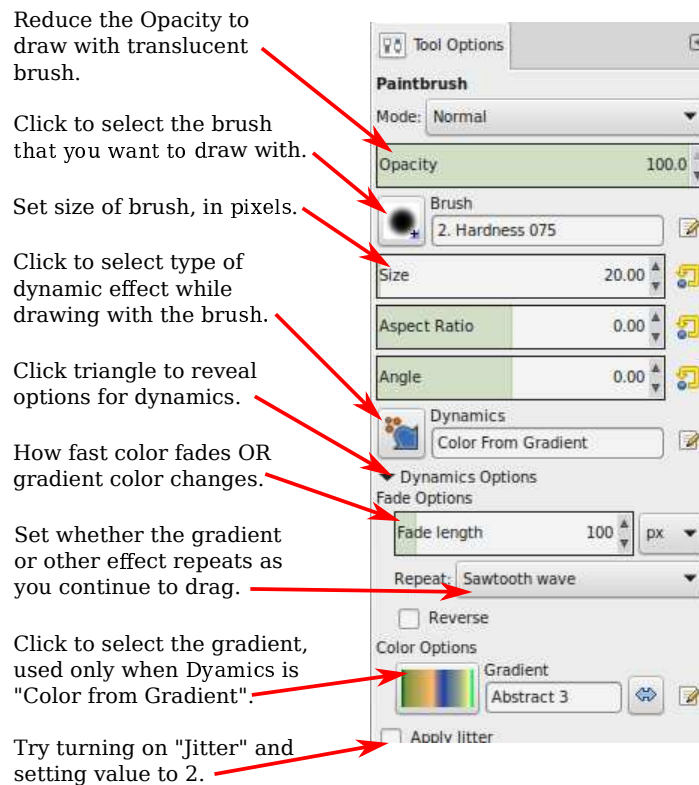 Reduce the Opacity to
draw with translucent
brush.
Click to select the brush
that you want to draw with.
Set size of brush, in pixels.
Click to select type of
dynamic effect while
drawing with the brush.
Click triangle to reveal
options for dynamics.
How fast color fades OR
gradient color changes.
Set whether the gradient
or other effect repeats as
you continue to drag.
Click to select the gradient,
used only when Dyamics is
"Color from Gradient".
Try turning on "Jitter" and
setting value to 2.
Tool Options
Paintbrush
Mode: Normal
Opacity 100.0
Brush
2. Hardness 075
Size 20.00
Aspect Ratio 0.00
Angle 0.00
Dynamics
Color From Gradient
Dynamics Options
Fade Options
Fade length 100 px
Repeat: Sawtooth wave
Reverse
Color Options
Gradient
Abstract 3
Apply Jitter